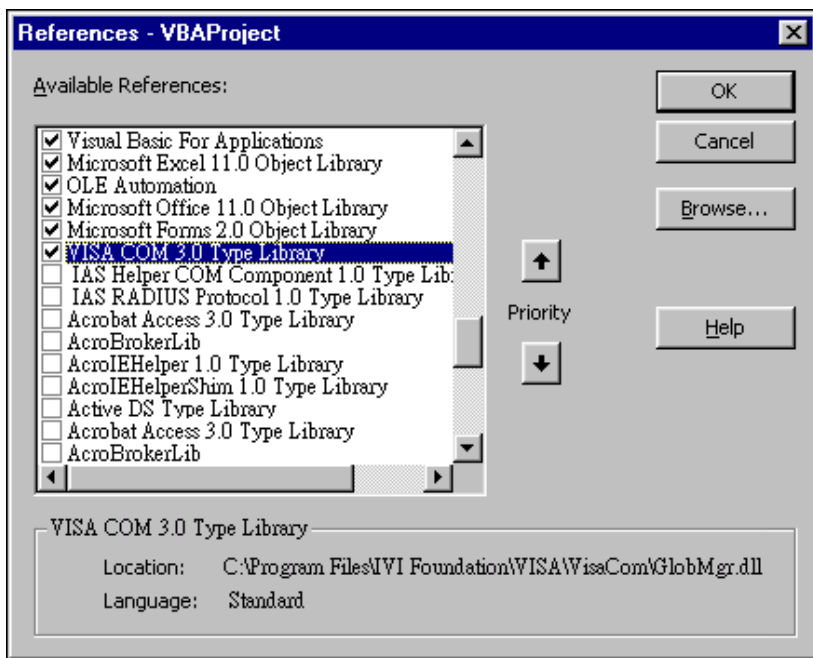 References - VBAProject
Available References:
Visual Basic For Applications
Microsoft Excel 11.0 Object Library
OLE Automation
Microsoft Office 11.0 Object Library
Microsoft Forms 2.0 Object Library
VISA COM 3.0 Type Library
IAS Helper COM Component 1.0 Type Lib:
IAS RADIUS Protocol 1.0 Type Library
Acrobat Access 3.0 Type Library
AcroBrokerLib
AcroIEHelper 1.0 Type Library
AcroIEHelperShim 1.0 Type Library
Active DS Type Library
Acrobat Access 3.0 Type Library
AcroBrokerLib
Priority
OK
Cancel
Browse...
Help
VISA COM 3.0 Type Library
Location: C:\Program Files\IVI Foundation\VISA\VisaCom\GlobMgr.dll
Language: Standard